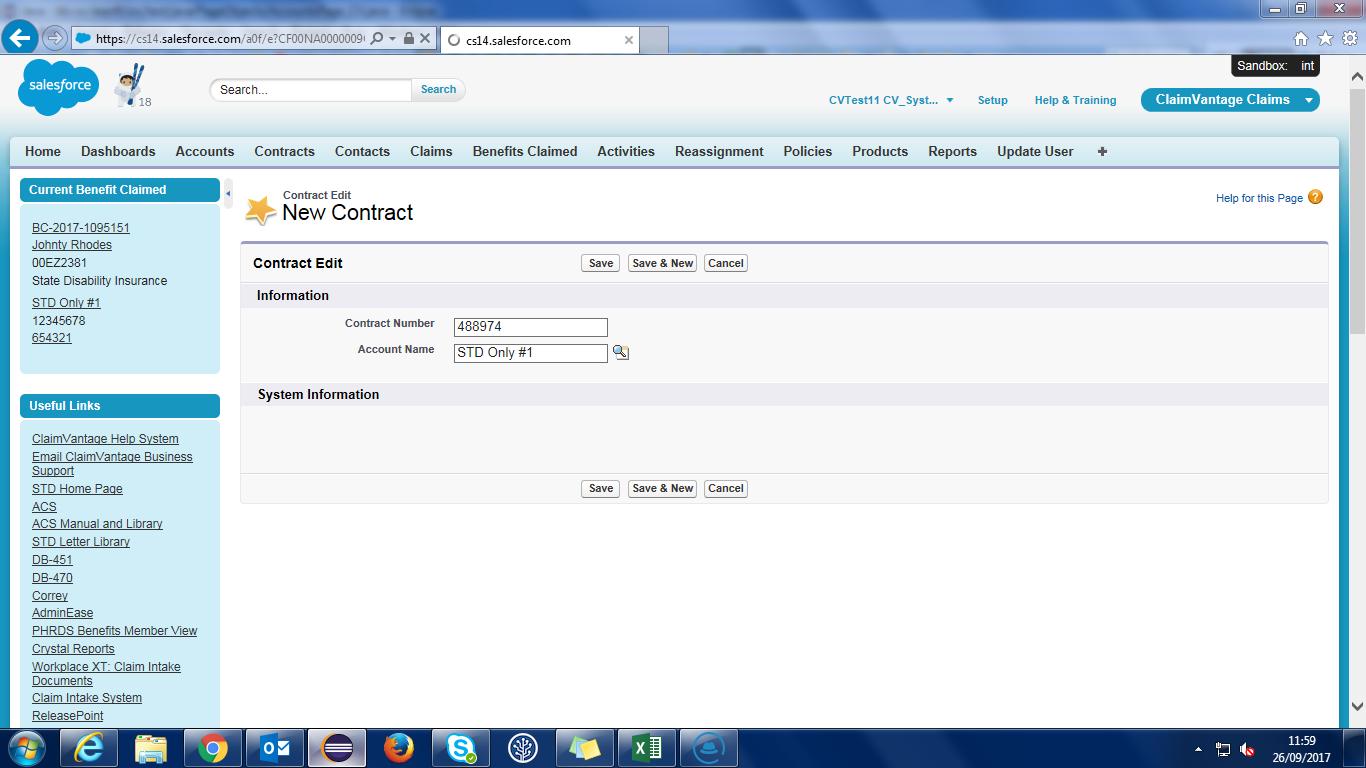 https://cs14.salesforce.com/a0f/e?CF00NA0000009
cs14.salesforce.com
Sandbox: int
salesforce
18
Search...
Search
CVTest11 CV_Syst...
Setup
Help & Training
ClaimVantage Claims
Home Dashboards Accounts Contracts Contacts Claims Benefits Claimed Activities Reassignment Policies Products Reports Update User +
Current Benefit Claimed
BC-2017-1095151
Johnty Rhodes
00EZ2381
State Disability Insurance
STD Only #1
12345678
654321
Useful Links
ClaimVantage Help System
Email ClaimVantage Business
Support
STD Home Page
ACS
ACS Manual and Library
STD Letter Library
DB-451
DB-470
Correy
AdminEase
PHRDS Benefits Member View
Crystal Reports
Workplace XT: Claim Intake
Documents
Claim Intake System
ReleasePoint
Contract Edit
New Contract
Help for this Page
Contract Edit
Save Save & New Cancel
Information
Contract Number 488974
Account Name STD Only #1
System Information
Save Save & New Cancel
11:59
26/09/2017